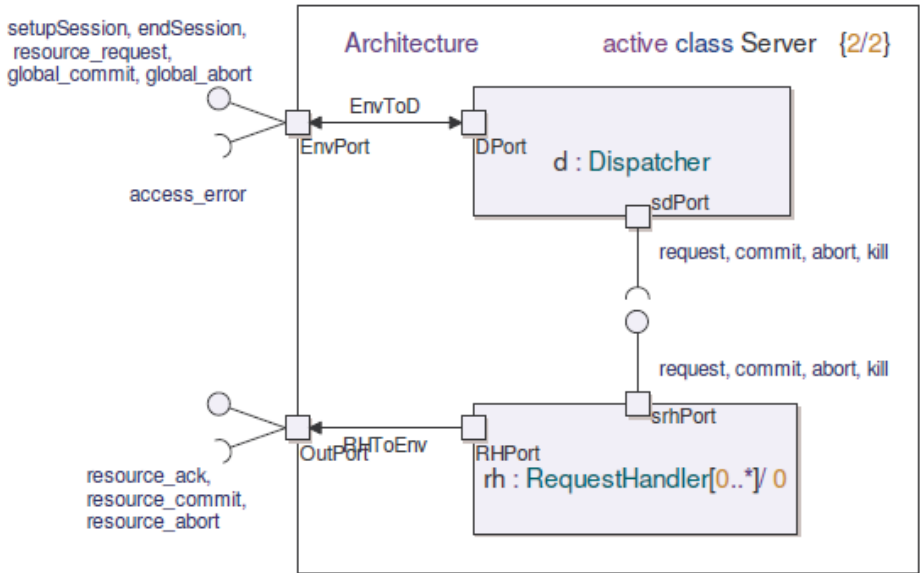 setupSession, endSession,
resource_request,
global_commit, global_abort
Architecture active class Server {2/2}
EnvToD
EnvPort
DPort
d : Dispatcher
access_error
sdPort
request, commit, abort, kill
request, commit, abort, kill
srhPort
RHToEnv
OutPort
RHPort
rh : RequestHandler[0..*]/ 0
resource_ack,
resource_commit,
resource_abort